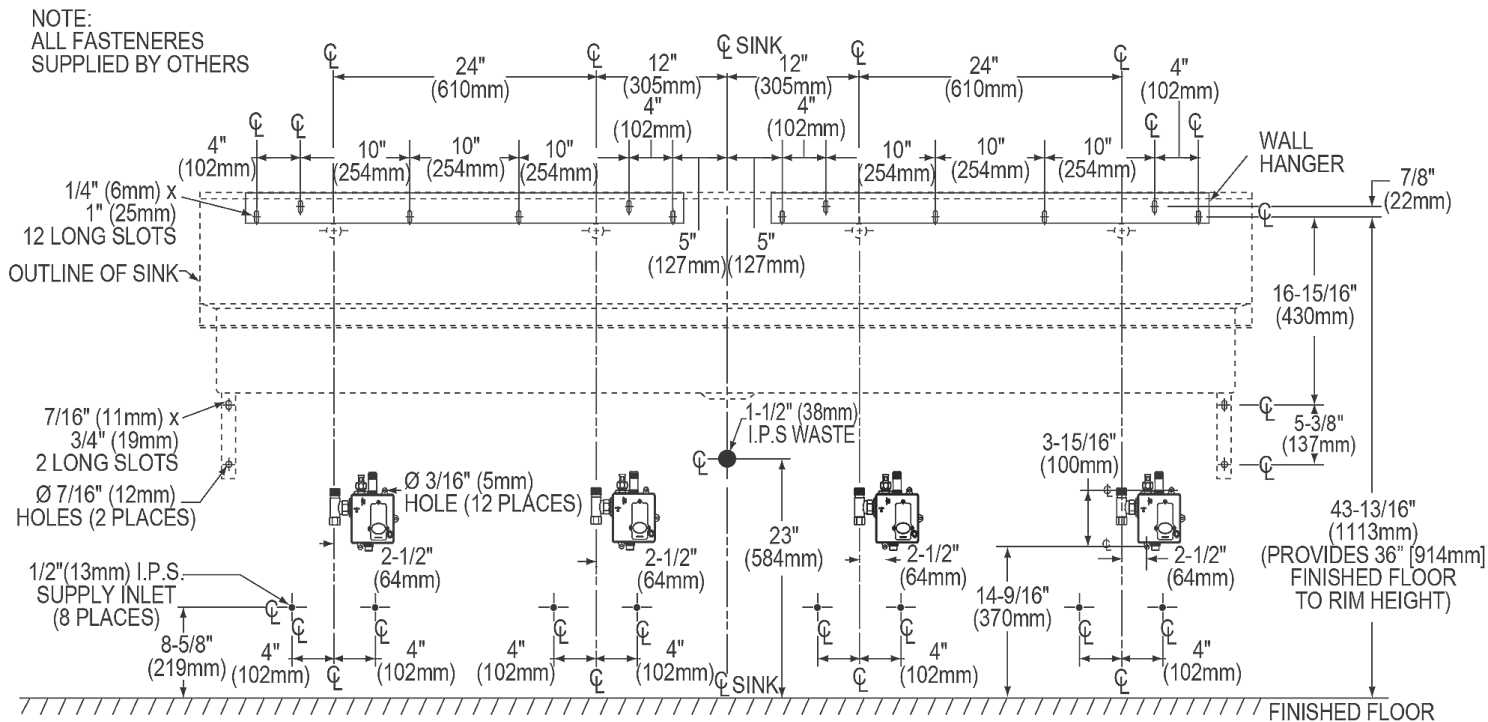 NOTE:
ALL FASTENERES
SUPPLIED BY OTHERS
℄
℄
℄ SINK
℄
℄
24"
(610mm)
12"
(305mm)
12"
(305mm)
24"
(610mm)
4"
(102mm)
4"
(102mm)
4"
(102mm)
℄
℄
℄
℄
4"
(102mm)
10"
(254mm)
10"
(254mm)
10"
(254mm)
10"
(254mm)
10"
(254mm)
10"
(254mm)
WALL
HANGER
7/8"
(22mm)
℄
1/4" (6mm) x
1" (25mm)
12 LONG SLOTS
5"
(127mm)
5"
(127mm)
OUTLINE OF SINK
16-15/16"
(430mm)
7/16" (11mm) x
3/4" (19mm)
2 LONG SLOTS
1-1/2" (38mm)
I.P.S WASTE
℄
℄
5-3/8"
(137mm)
℄
3-15/16"
(100mm)
Ø 7/16" (12mm)
HOLES (2 PLACES)
Ø 3/16" (5mm)
HOLE (12 PLACES)
℄
℄
23"
(584mm)
43-13/16"
(1113mm)
(PROVIDES 36" [914mm]
FINISHED FLOOR
TO RIM HEIGHT)
2-1/2"
(64mm)
2-1/2"
(64mm)
2-1/2"
(64mm)
2-1/2"
(64mm)
1/2"(13mm) I.P.S.
SUPPLY INLET
(8 PLACES)
14-9/16"
(370mm)
℄
℄
℄
℄
℄
℄
℄
℄
℄
8-5/8"
(219mm)
4"
(102mm)
4"
(102mm)
4"
(102mm)
4"
(102mm)
4"
(102mm)
4"
(102mm)
℄
℄
℄ SINK
℄
℄
FINISHED FLOOR